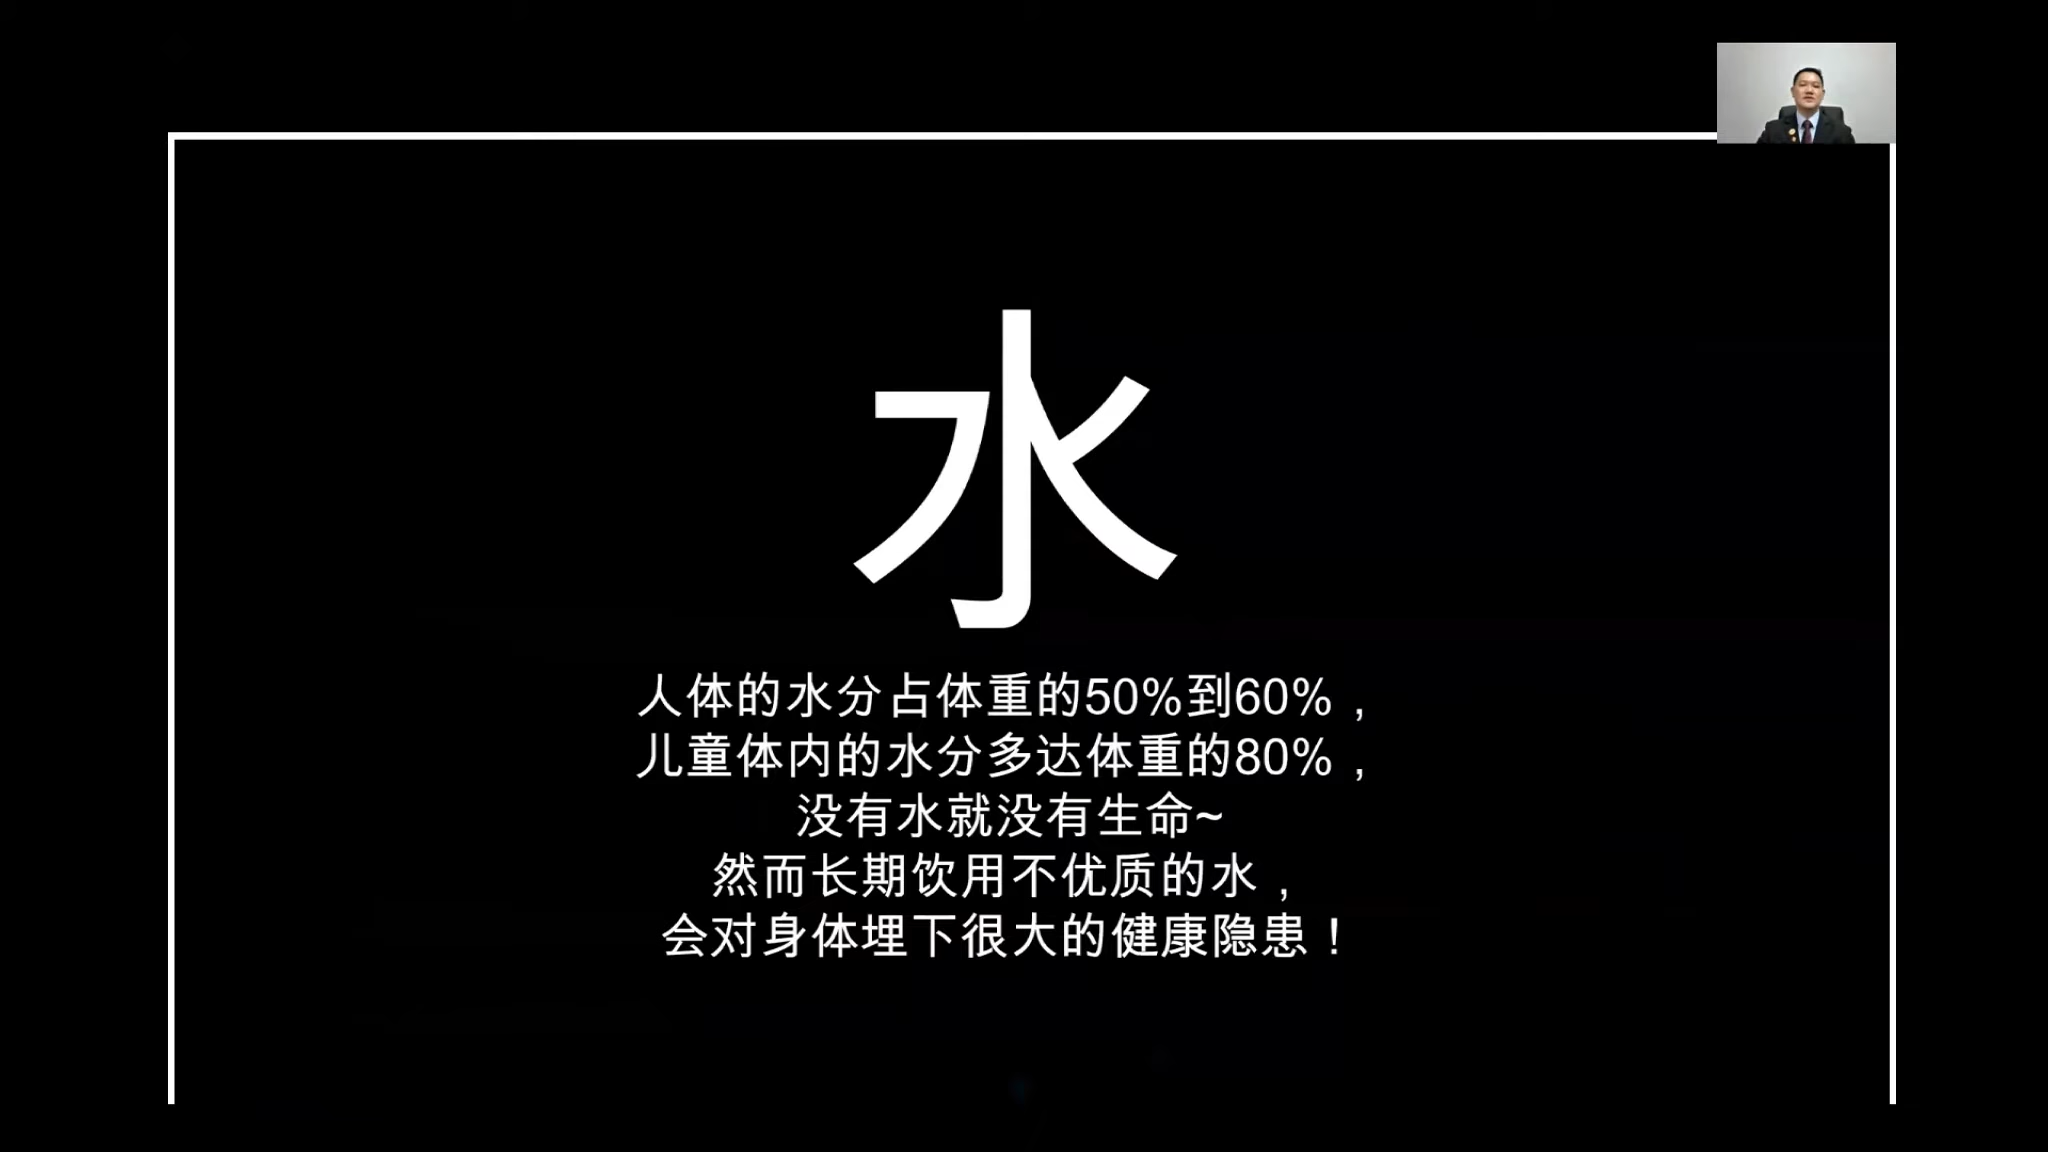 水
人体的水分占体重的50%到60%，
儿童体内的水分多达体重的80%，
没有水就没有生命~
然而长期饮用不优质的水，
会对身体埋下很大的健康隐患！